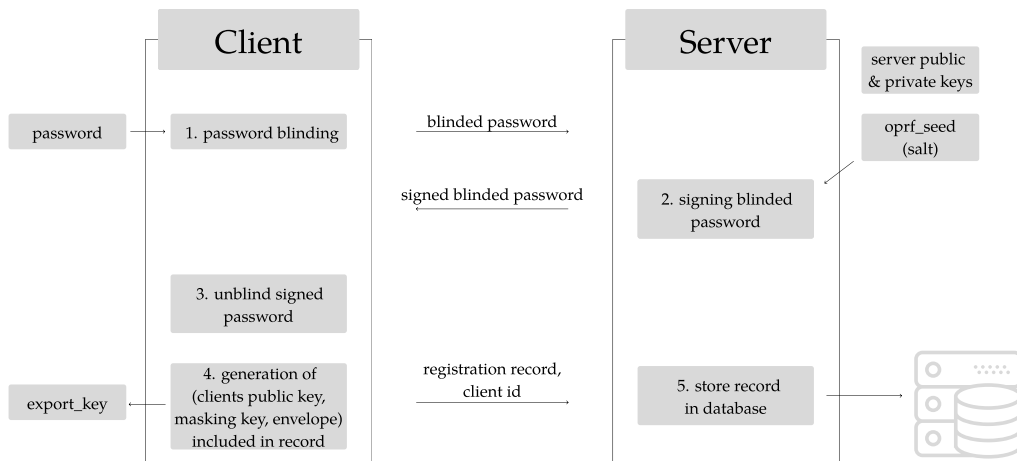 Client
Server
server public
& private keys
password
1. password blinding
blinded password
oprf_seed
(salt)
signed blinded password
2. signing blinded
password
3. unblind signed
password
export_key
4. generation of
(clients public key,
masking key, envelope)
included in record
registration record,
client id
5. store record
in database